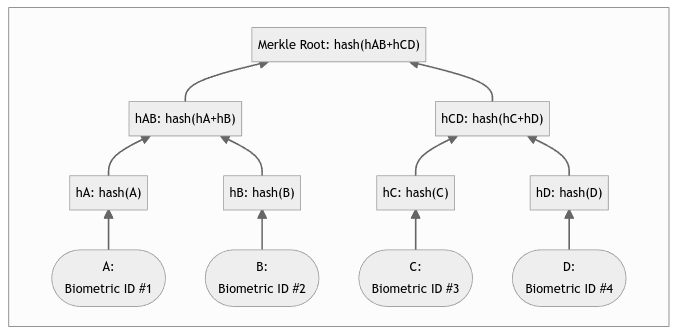 Merkle Root: hash(hAB+hCD)
hAB: hash(hA+hB)
hCD: hash(hC+hD)
hA: hash(A)
hB: hash(B)
hC: hash(C)
hD: hash(D)
A:
Biometric ID #1
B:
Biometric ID #2
C:
Biometric ID #3
D:
Biometric ID #4